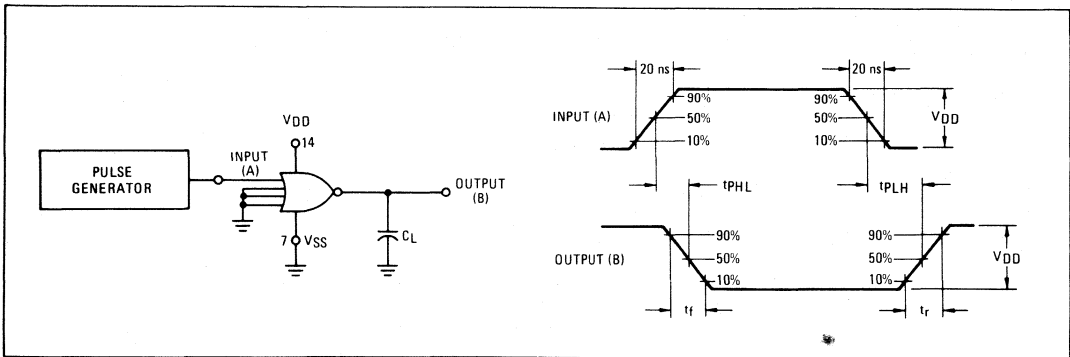 PULSE
GENERATOR
INPUT
(A)
VDD
14
7 VSS
CL
OUTPUT
(B)
INPUT (A)
20 ns
20 ns
90%
50%
10%
90%
50%
10%
VDD
tPHL
tPLH
OUTPUT (B)
90%
50%
10%
90%
50%
10%
VDD
tf
tr